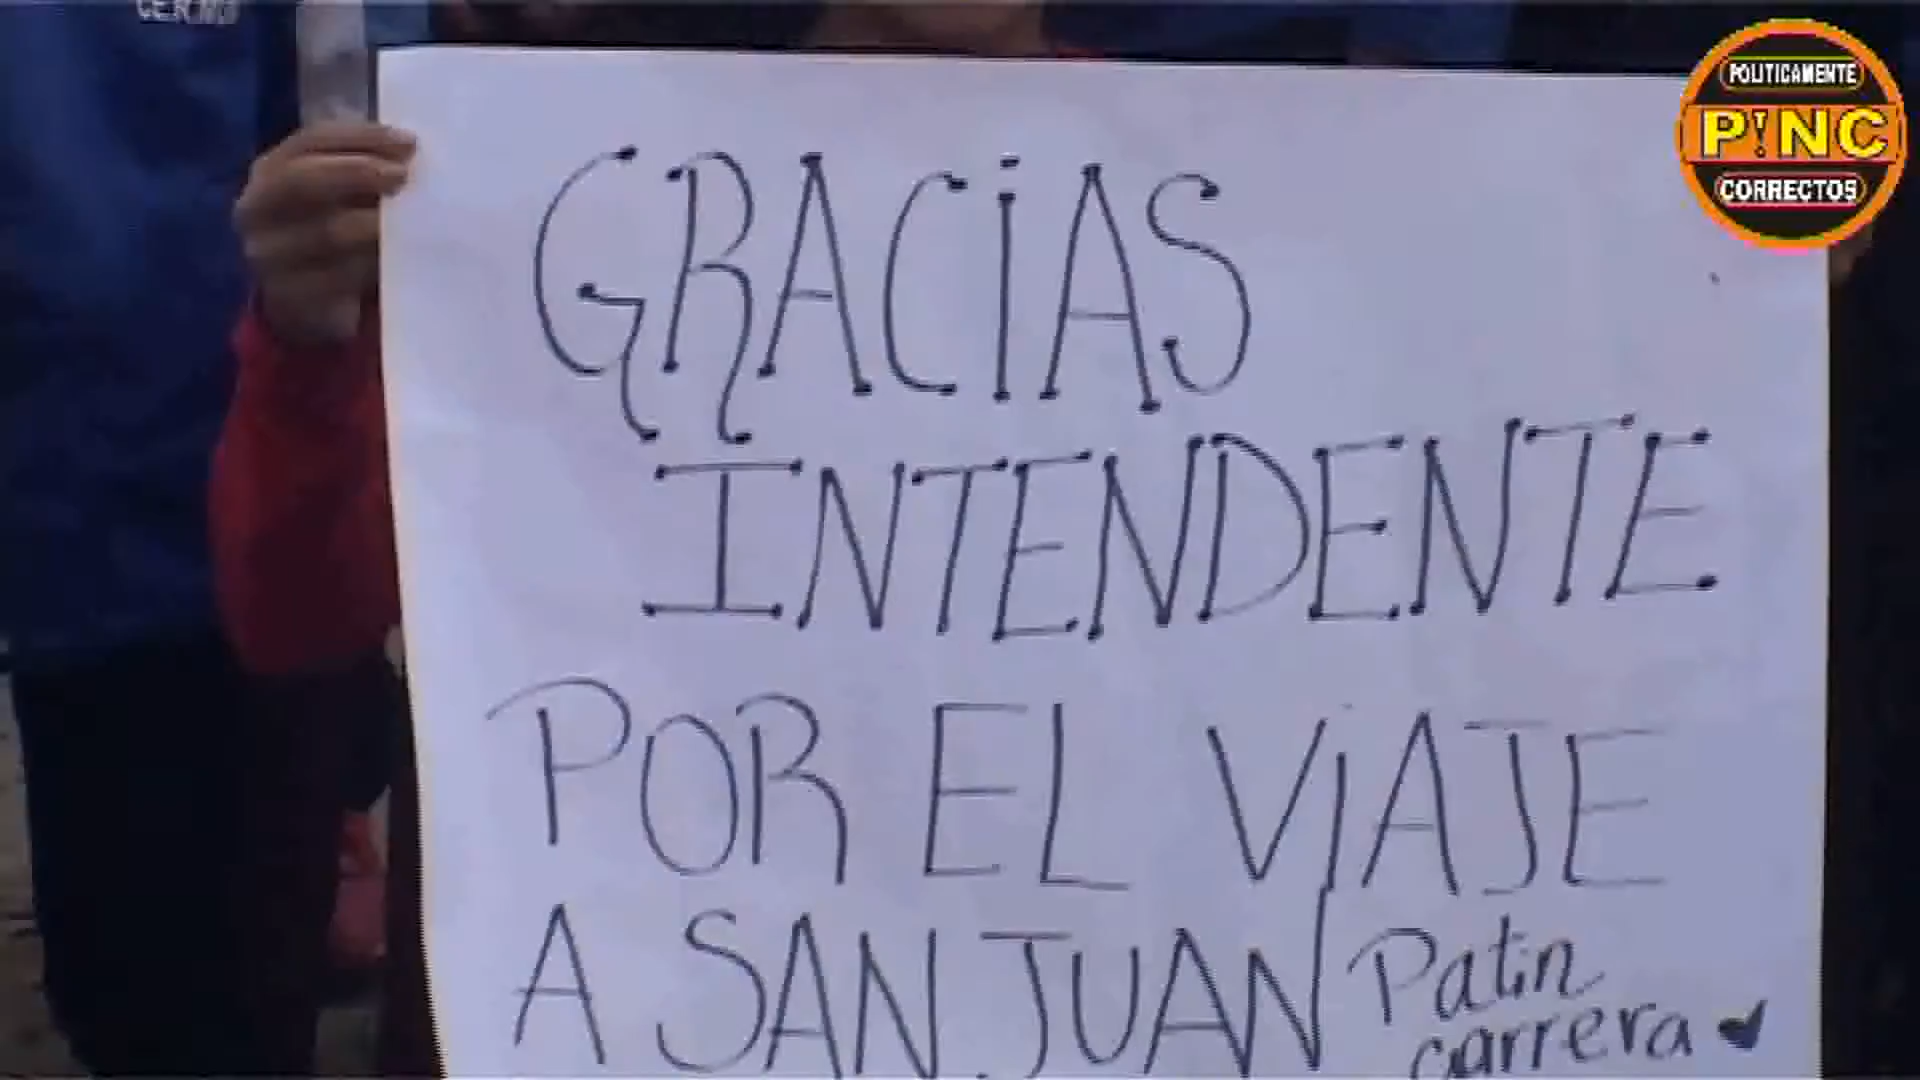 POLITICAMENTE
P!NC
CORRECTOS
GRACiAS
INTENDENTE
POR EL ViAJE
A SAN JUAN Patin
carrera